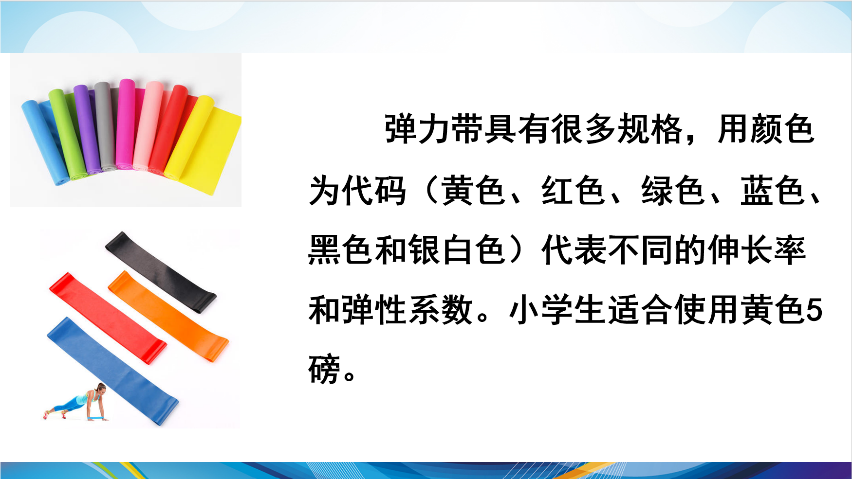 弹力带具有很多规格，用颜色
为代码（黄色、红色、绿色、蓝色、
黑色和银白色）代表不同的伸长率
和弹性系数。小学生适合使用黄色5
磅。